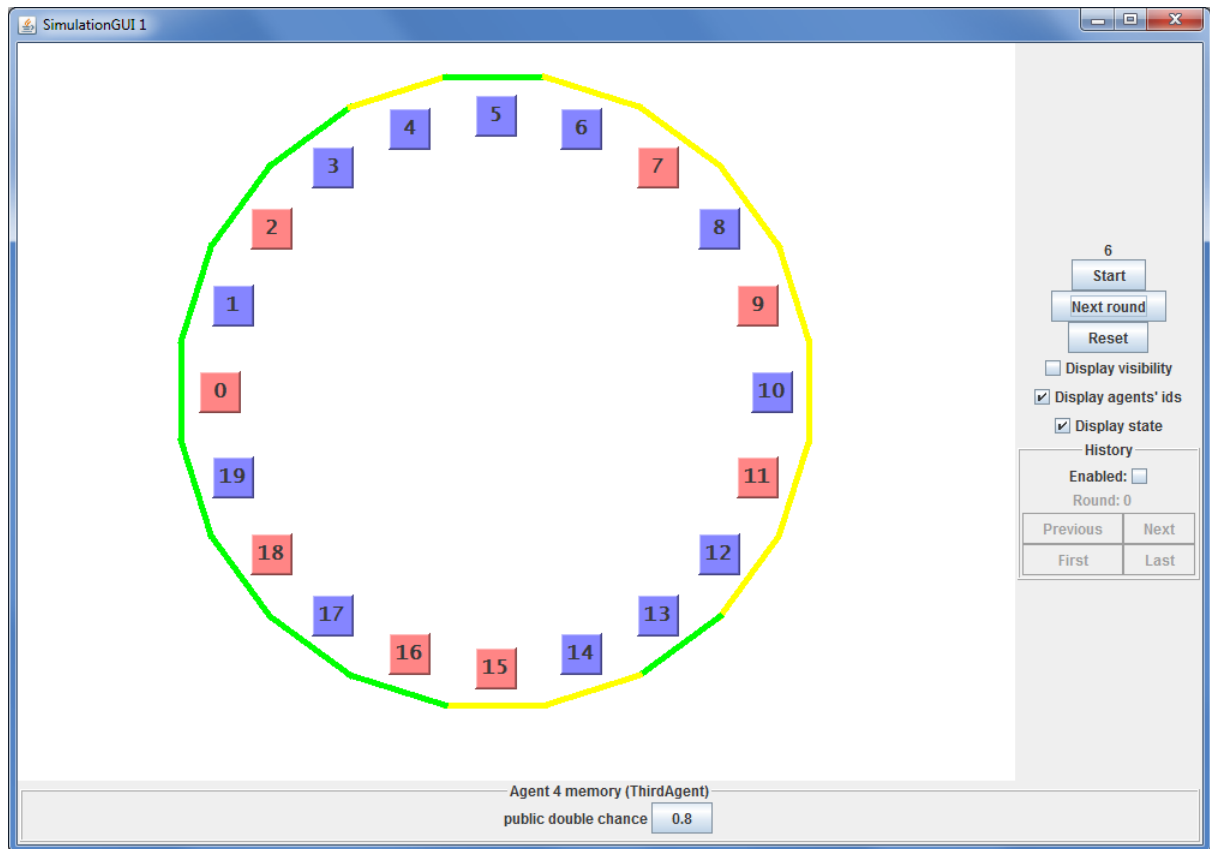 SimulationGUI 1
5
4
6
3
7
2
8
6
1
9
Start
Next round
Reset
0
10
Display visibility
Display agents' ids
Display state
History
19
11
Enabled:
Round: 0
Previous Next
18
12
First Last
17
13
16
14
15
Agent 4 memory (ThirdAgent)
public double chance 0.8